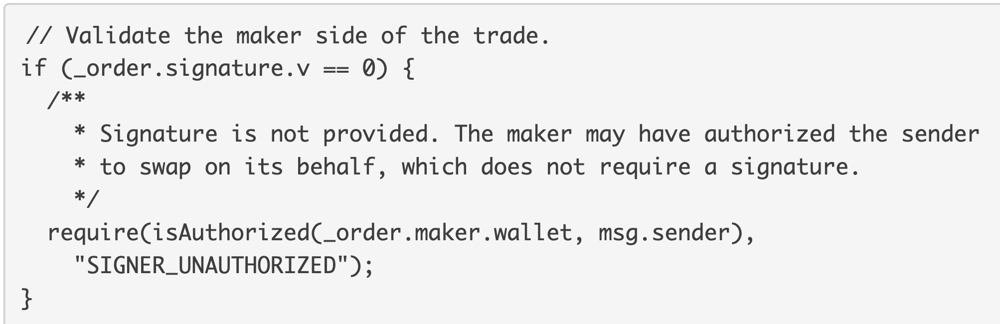 // Validate the maker side of the trade.
if (_order.signature.v == 0) {
  /**
    * Signature is not provided. The maker may have authorized the sender
    * to swap on its behalf, which does not require a signature.
    */
  require(isAuthorized(_order.maker.wallet, msg.sender),
    "SIGNER_UNAUTHORIZED");
}